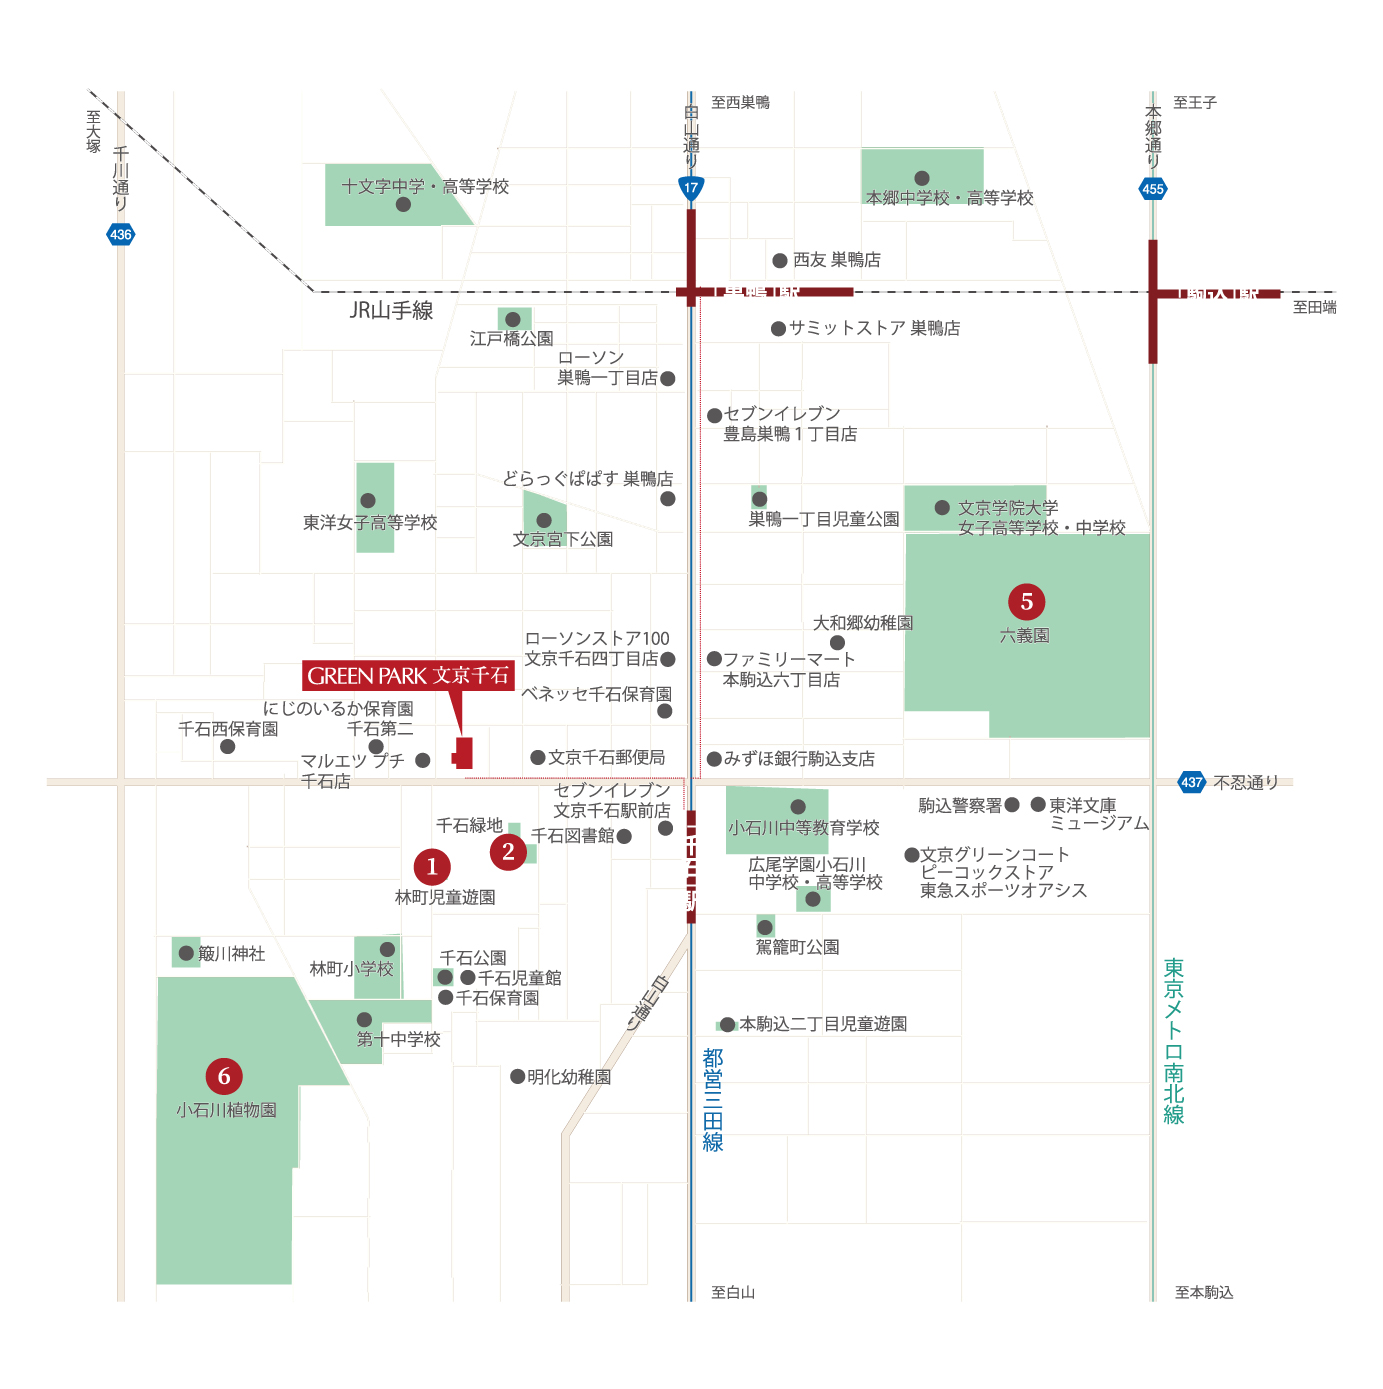 至大塚
千川通り
436
至西巣鴨
白山通り
17
至王子
本郷通り
455
十文字中学・高等学校
本郷中学校・高等学校
西友 巣鴨店
「巣鴨」駅
「駒込」駅
至田端
JR山手線
江戸橋公園
サミットストア 巣鴨店
ローソン
巣鴨一丁目店
セブンイレブン
豊島巣鴨１丁目店
どらっぐぱぱす 巣鴨店
東洋女子高等学校
文京宮下公園
巣鴨一丁目児童公園
文京学院大学
女子高等学校・中学校
5
六義園
大和郷幼稚園
ローソンストア100
文京千石四丁目店
ファミリーマート
本駒込六丁目店
GREEN PARK 文京千石
ベネッセ千石保育園
にじのいるか保育園
千石第二
千石西保育園
マルエツ プチ
千石店
文京千石郵便局
みずほ銀行駒込支店
437
不忍通り
セブンイレブン
文京千石駅前店
千石緑地
千石図書館
小石川中等教育学校
駒込警察署
東洋文庫
ミュージアム
1
2
林町児童遊園
広尾学園小石川
中学校・高等学校
文京グリーンコート
ピーコックストア
東急スポーツオアシス
簸川神社
林町小学校
千石公園
千石児童館
千石保育園
駕籠町公園
第十中学校
白山通り
本駒込二丁目児童遊園
東京メトロ南北線
都営三田線
明化幼稚園
6
小石川植物園
至白山
至本駒込